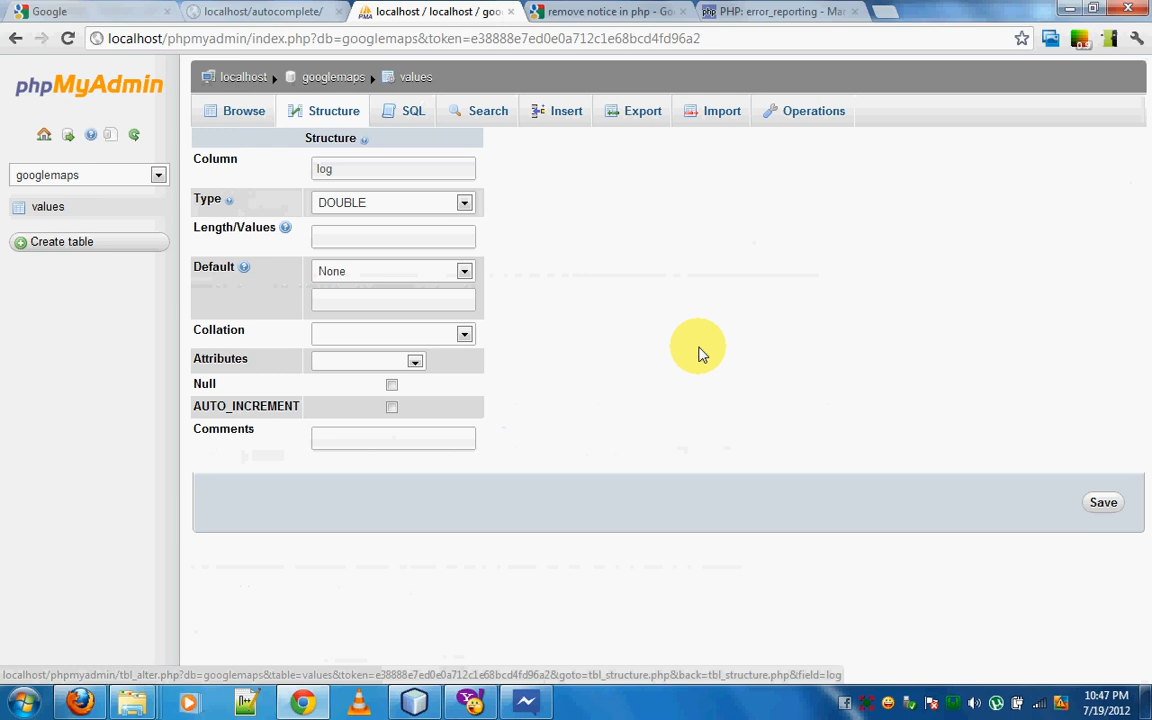 Google
localhost/autocomplete/
localhost / localhost / goo
remove notice in php - Go
PHP: error_reporting - Mar
localhost/phpmyadmin/index.php?db=googlemaps&token=e38888e7ed0e0a712c1e68bcd4fd96a2
phpMyAdmin
localhost
googlemaps
values
Browse
Structure
SQL
Search
Insert
Export
Import
Operations
googlemaps
values
Create table
Structure
Column
log
Type
DOUBLE
Length/Values
Default
None
Collation
Attributes
Null
AUTO_INCREMENT
Comments
Save
localhost/phpmyadmin/tbl_alter.php?db=googlemaps&table=values&token=e38888e7ed0e0a712c1e68bcd4fd96a2&goto=tbl_structure.php&back=tbl_structure.php&field=log
10:47 PM
7/19/2012